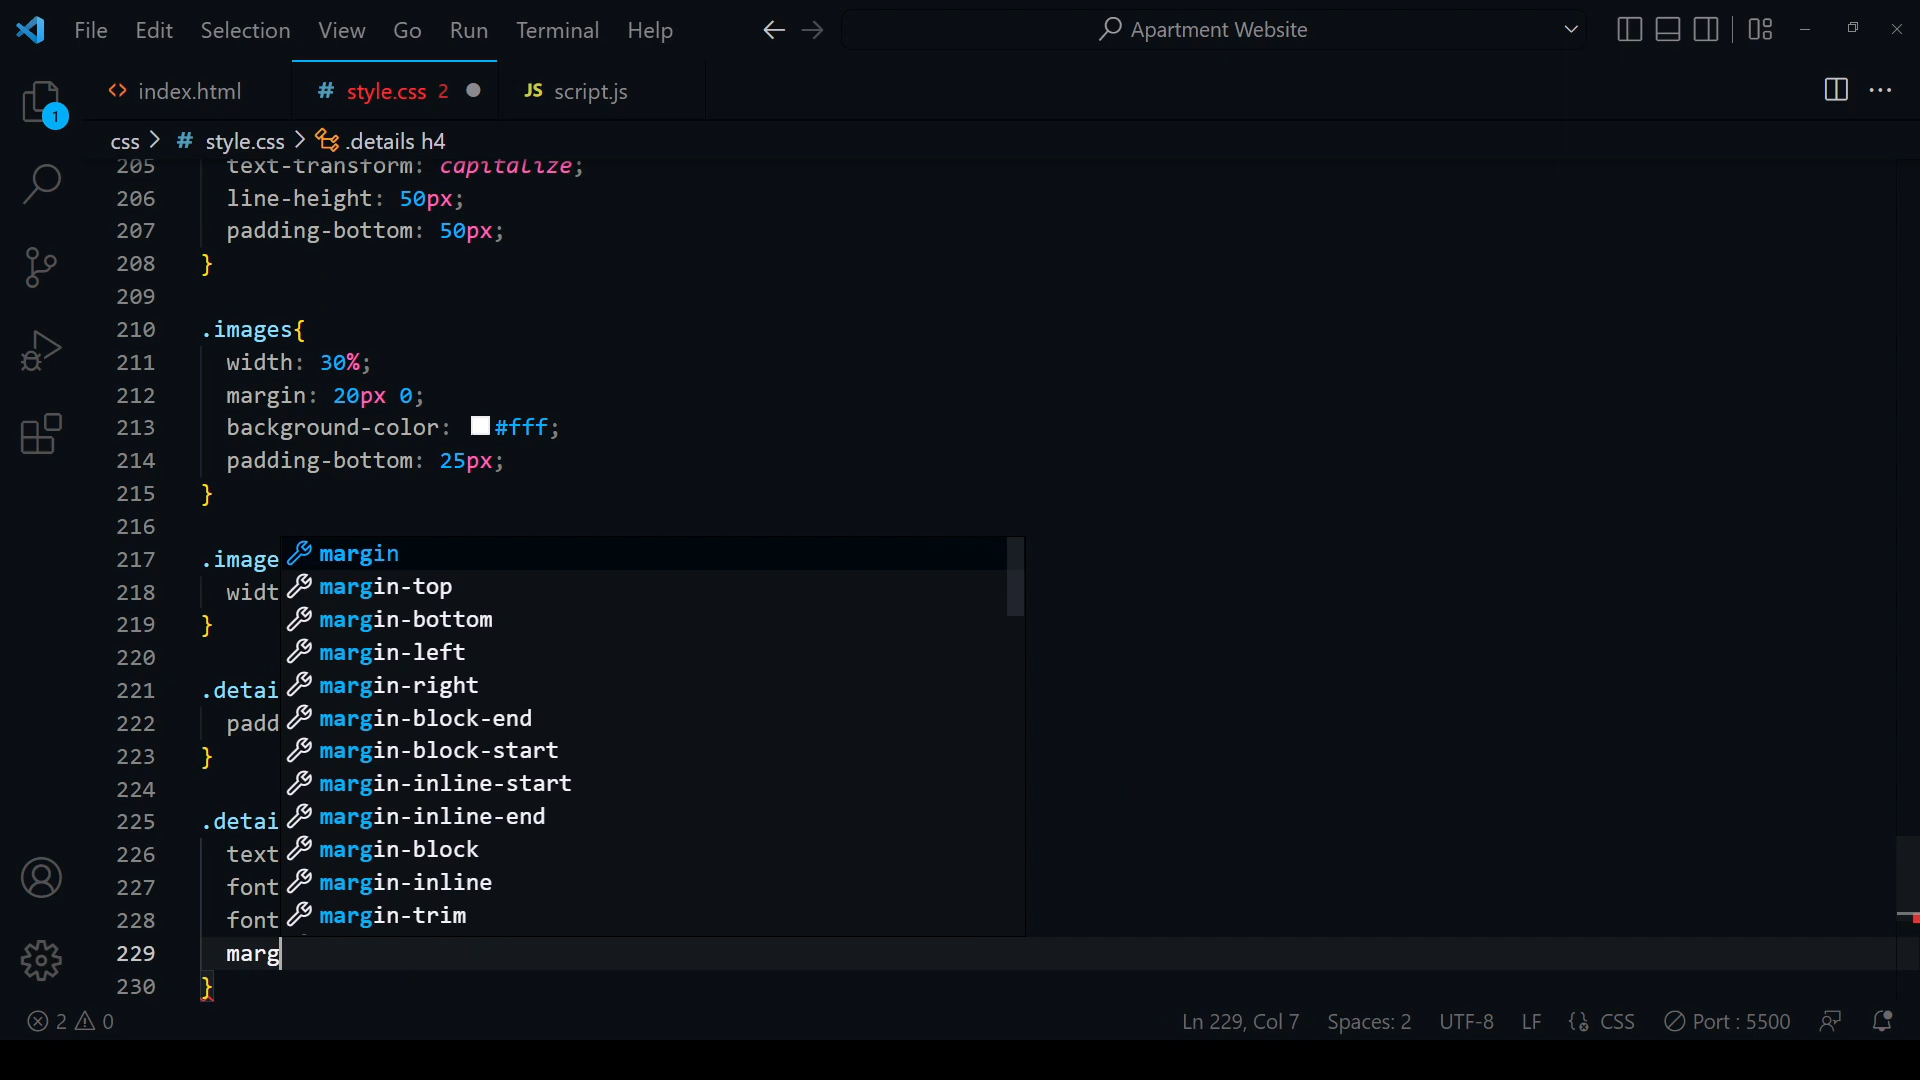 File Edit Selection View Go Run Terminal Help Apartment Website
index.html # style.css 2 JS script.js
1
css > # style.css > .details h4
205 text-transform: capitalize;
206 line-height: 50px;
207 padding-bottom: 50px;
208 }
209
210 .images{
211 width: 30%;
212 margin: 20px 0;
213 background-color: #fff;
214 padding-bottom: 25px;
215 }
216
217 .image
218 widt
219 }
220
221 .detai
222 padd
223 }
224
225 .detai
226 text
227 font
228 font
229 marg
230 }
margin
margin-top
margin-bottom
margin-left
margin-right
margin-block-end
margin-block-start
margin-inline-start
margin-inline-end
margin-block
margin-inline
margin-trim
2 0 Ln 229, Col 7 Spaces: 2 UTF-8 LF {} CSS Port : 5500